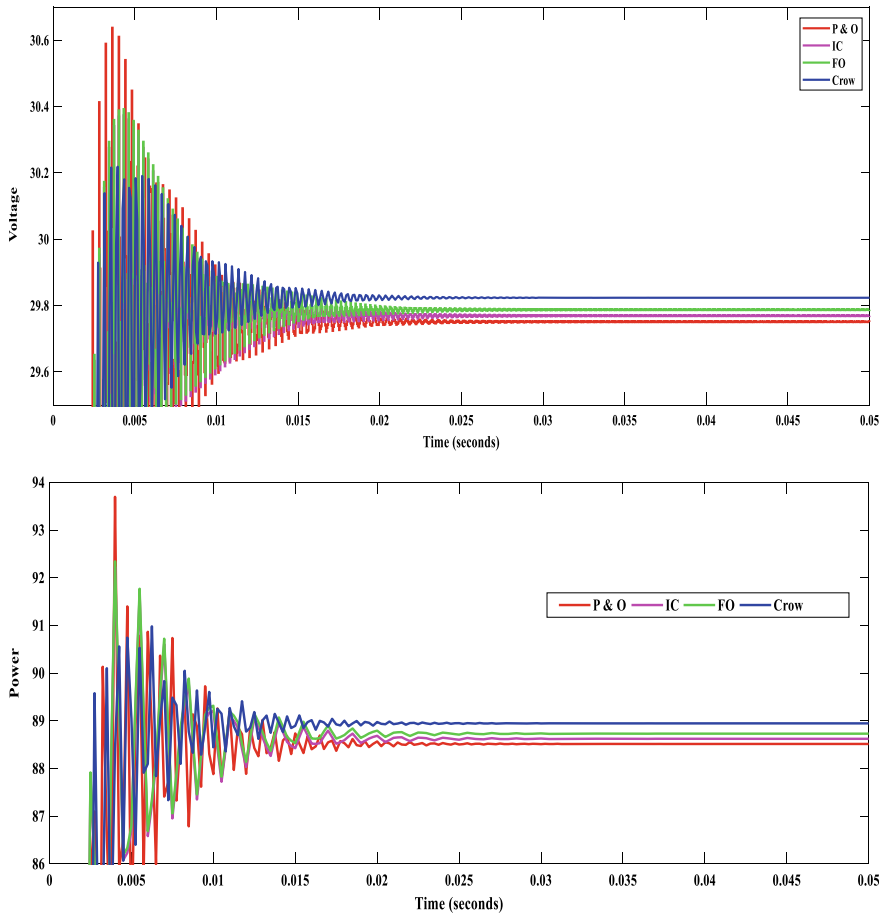 30.6
30.4
30.2
30
29.8
29.6
Voltage
P & O
IC
FO
Crow
0 0.005 0.01 0.015 0.02 0.025 0.03 0.035 0.04 0.045 0.05
Time (seconds)
94
93
92
91
90
89
88
87
86
Power
P & O IC FO Crow
0 0.005 0.01 0.015 0.02 0.025 0.03 0.035 0.04 0.045 0.05
Time (seconds)